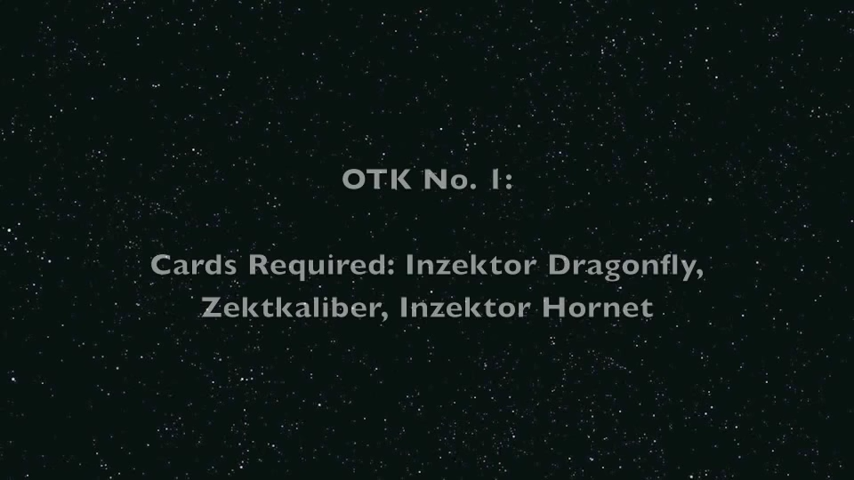 OTK No. 1:
Cards Required: Inzektor Dragonfly,
Zektkaliber, Inzektor Hornet